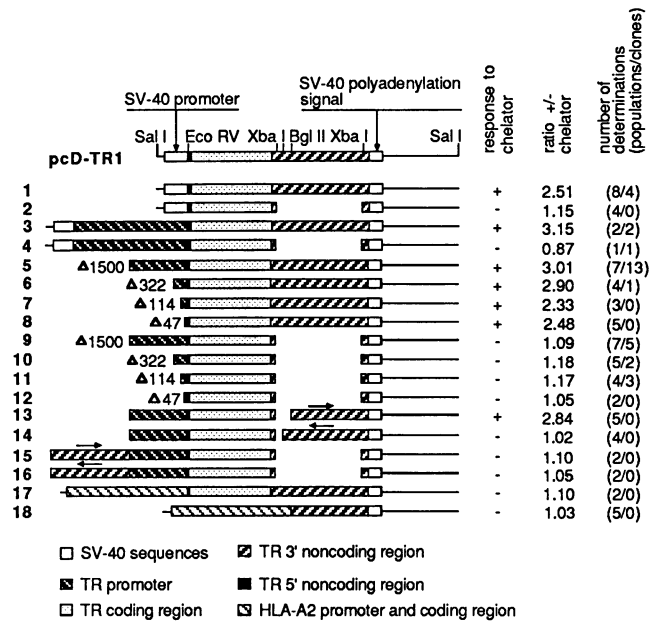 SV-40 promoter
SV-40 polyadenylation signal
response to chelator
ratio +/- chelator
number of determinations (populations/clones)
Sal I Eco RV Xba I Bgl II Xba I Sal I
pcD-TR1
1 + 2.51 (8/4)
2 - 1.15 (4/0)
3 + 3.15 (2/2)
4 - 0.87 (1/1)
5 Δ1500 + 3.01 (7/13)
6 Δ322 + 2.90 (4/1)
7 Δ114 + 2.33 (3/0)
8 Δ47 + 2.48 (5/0)
9 Δ1500 - 1.09 (7/5)
10 Δ322 - 1.18 (5/2)
11 Δ114 - 1.17 (4/3)
12 Δ47 - 1.05 (2/0)
13 + 2.84 (5/0)
14 - 1.02 (4/0)
15 - 1.10 (2/0)
16 - 1.05 (2/0)
17 - 1.10 (2/0)
18 - 1.03 (5/0)
SV-40 sequences
TR 3' noncoding region
TR promoter
TR 5' noncoding region
TR coding region
HLA-A2 promoter and coding region